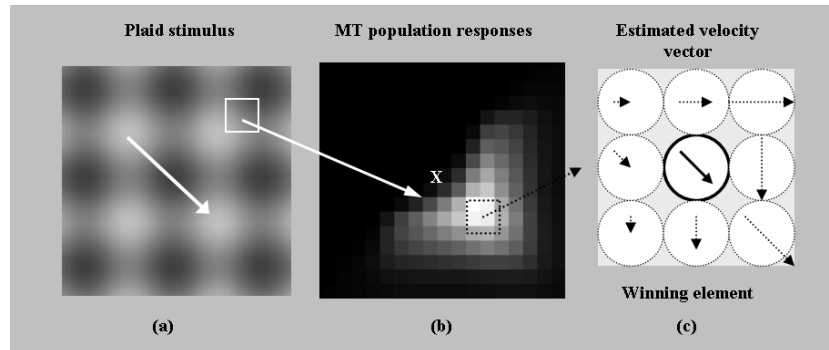 Plaid stimulus
MT population responses
Estimated velocity
vector
X
Winning element
(a)
(b)
(c)